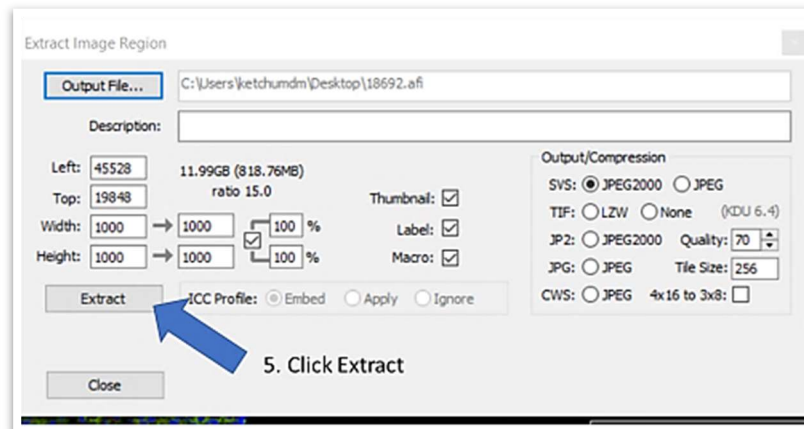 Extract Image Region
Output File... C:\Users\ketchumdm\Desktop\18692.afi
Description:
Left: 45528
Top: 19848
Width: 1000 1000 100 %
Height: 1000 1000 100 %
11.99GB (818.76MB)
ratio 15.0
Thumbnail:
Label:
Macro:
Output/Compression
SVS: JPEG2000 JPEG
TIF: LZW None (KDU 6.4)
JP2: JPEG2000 Quality: 70
JPG: JPEG Tile Size: 256
CWS: JPEG 4x16 to 3x8:
Extract ICC Profile: Embed Apply Ignore
5. Click Extract
Close